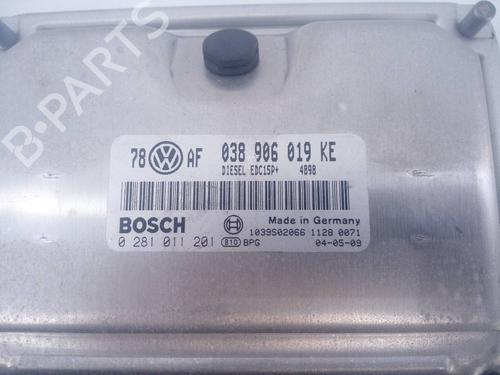 B-PARTS
78 AF 038 906 019 KE
DIESEL EDC15P+ 4898
BOSCH
Made in Germany
1039S02066 1128 0071
0 281 011 201 810 BPG 04-05-09